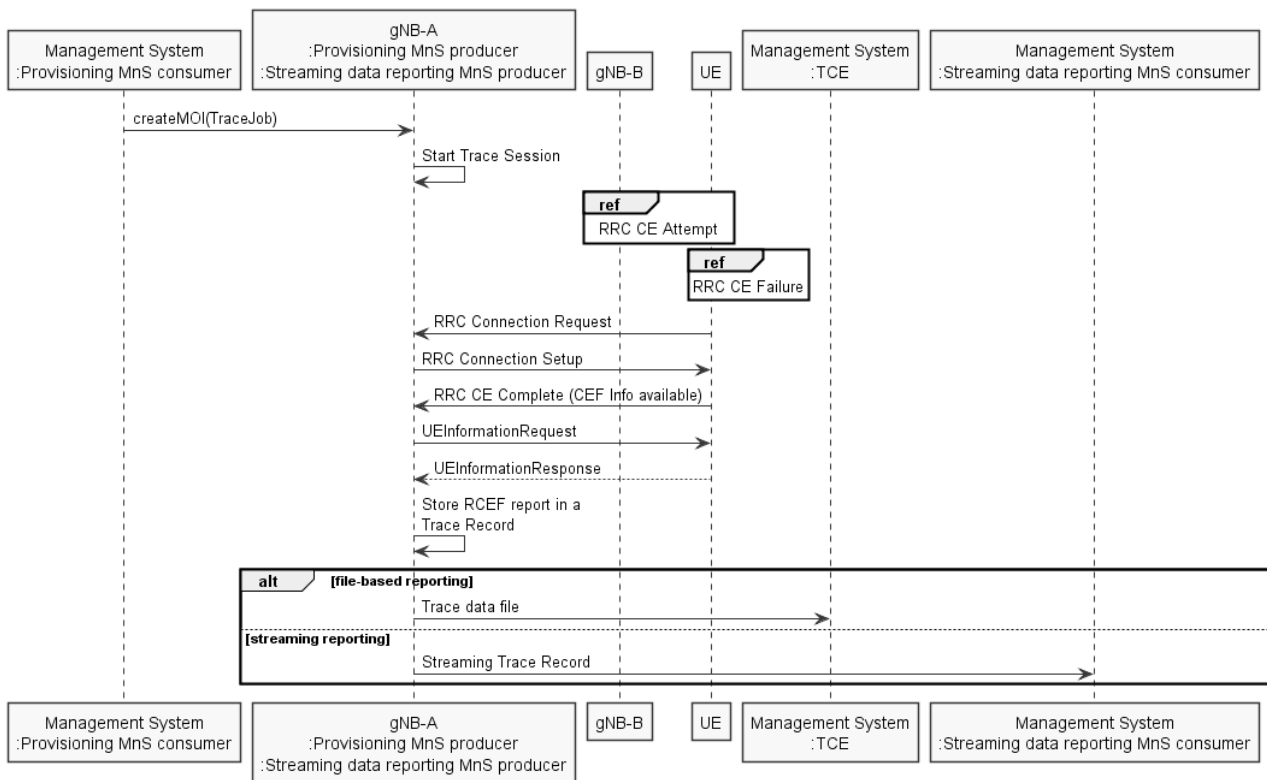 Management System
:Provisioning MnS consumer
gNB-A
:Provisioning MnS producer
:Streaming data reporting MnS producer
gNB-B
UE
Management System
:TCE
Management System
:Streaming data reporting MnS consumer
createMOI(TraceJob)
Start Trace Session
ref
RRC CE Attempt
ref
RRC CE Failure
RRC Connection Request
RRC Connection Setup
RRC CE Complete (CEF Info available)
UEInformationRequest
UEInformationResponse
Store RCEF report in a
Trace Record
alt [file-based reporting]
Trace data file
[streaming reporting]
Streaming Trace Record
Management System
:Provisioning MnS consumer
gNB-A
:Provisioning MnS producer
:Streaming data reporting MnS producer
gNB-B
UE
Management System
:TCE
Management System
:Streaming data reporting MnS consumer